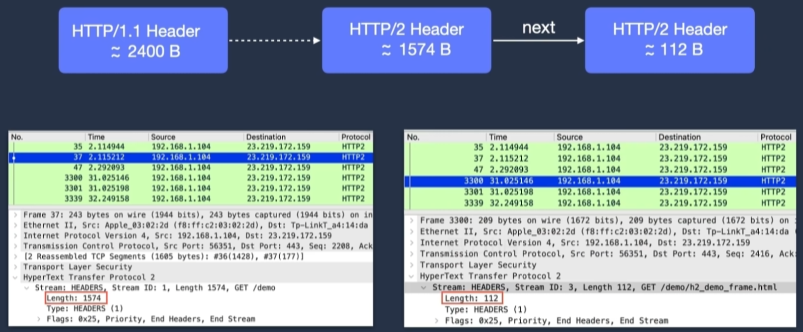 HTTP/1.1 Header
≈ 2400 B
HTTP/2 Header
≈ 1574 B
next
HTTP/2 Header
≈ 112 B
No. Time Source Destination Protocol
35 2.114944 192.168.1.104 23.219.172.159 HTTP2
37 2.115212 192.168.1.104 23.219.172.159 HTTP2
47 2.292093 192.168.1.104 23.219.172.159 HTTP2
3300 31.025146 192.168.1.104 23.219.172.159 HTTP2
3301 31.025198 192.168.1.104 23.219.172.159 HTTP2
3339 32.249158 192.168.1.104 23.219.172.159 HTTP2
Frame 37: 243 bytes on wire (1944 bits), 243 bytes captured (1944 bits) on in
Ethernet II, Src: Apple_03:02:2d (f8:ff:c2:03:02:2d), Dst: Tp-LinkT_a4:14:da
Internet Protocol Version 4, Src: 192.168.1.104, Dst: 23.219.172.159
Transmission Control Protocol, Src Port: 56351, Dst Port: 443, Seq: 2208, Ack
[2 Reassembled TCP Segments (1605 bytes): #36(1428), #37(177)]
Transport Layer Security
HyperText Transfer Protocol 2
Stream: HEADERS, Stream ID: 1, Length 1574, GET /demo
Length: 1574
Type: HEADERS (1)
Flags: 0x25, Priority, End Headers, End Stream
No. Time Source Destination Protocol
35 2.114944 192.168.1.104 23.219.172.159 HTTP2
37 2.115212 192.168.1.104 23.219.172.159 HTTP2
47 2.292093 192.168.1.104 23.219.172.159 HTTP2
3300 31.025146 192.168.1.104 23.219.172.159 HTTP2
3301 31.025198 192.168.1.104 23.219.172.159 HTTP2
3339 32.249158 192.168.1.104 23.219.172.159 HTTP2
Frame 3300: 209 bytes on wire (1672 bits), 209 bytes captured (1672 bits) on
Ethernet II, Src: Apple_03:02:2d (f8:ff:c2:03:02:2d), Dst: Tp-LinkT_a4:14:da
Internet Protocol Version 4, Src: 192.168.1.104, Dst: 23.219.172.159
Transmission Control Protocol, Src Port: 56351, Dst Port: 443, Seq: 2416, Ack:
Transport Layer Security
HyperText Transfer Protocol 2
Stream: HEADERS, Stream ID: 3, Length 112, GET /demo/h2_demo_frame.html
Length: 112
Type: HEADERS (1)
Flags: 0x25, Priority, End Headers, End Stream